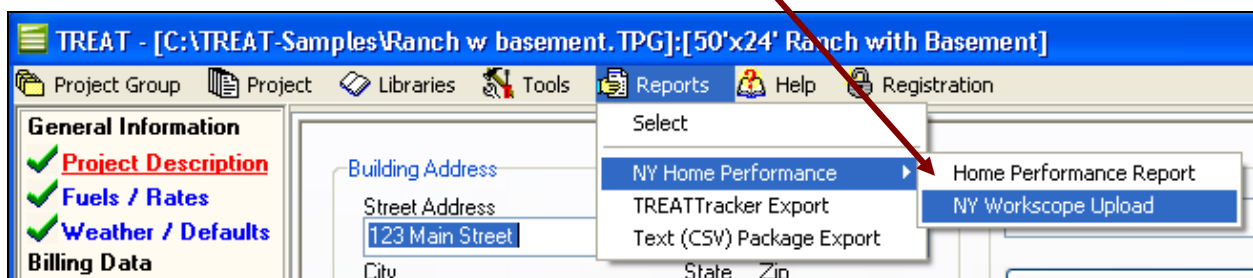 TREAT - [C:\TREAT-Samples\Ranch w basement.TPG]:[50'x24' Ranch with Basement]
Project Group Project Libraries Tools Reports Help Registration
General Information
Project Description
Fuels / Rates
Weather / Defaults
Billing Data
Building Address
Street Address
123 Main Street
City
State Zip
Select
NY Home Performance
TREATTracker Export
Text (CSV) Package Export
Home Performance Report
NY Workscope Upload